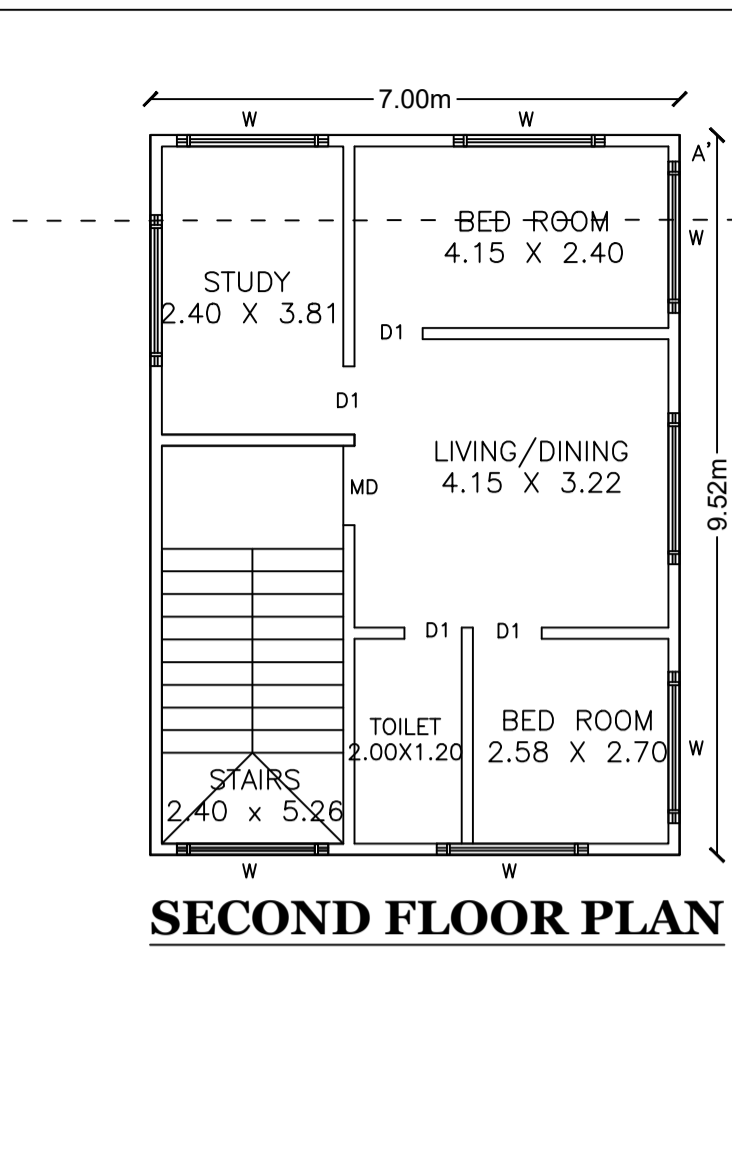 7.00m
W
W
A'
BED ROOM
4.15 X 2.40
W
STUDY
2.40 X 3.81
D1
D1
LIVING/DINING
4.15 X 3.22
MD
9.52m
D1
D1
TOILET
2.00X1.20
BED ROOM
2.58 X 2.70
W
STAIRS
2.40 x 5.26
W
W
SECOND FLOOR PLAN